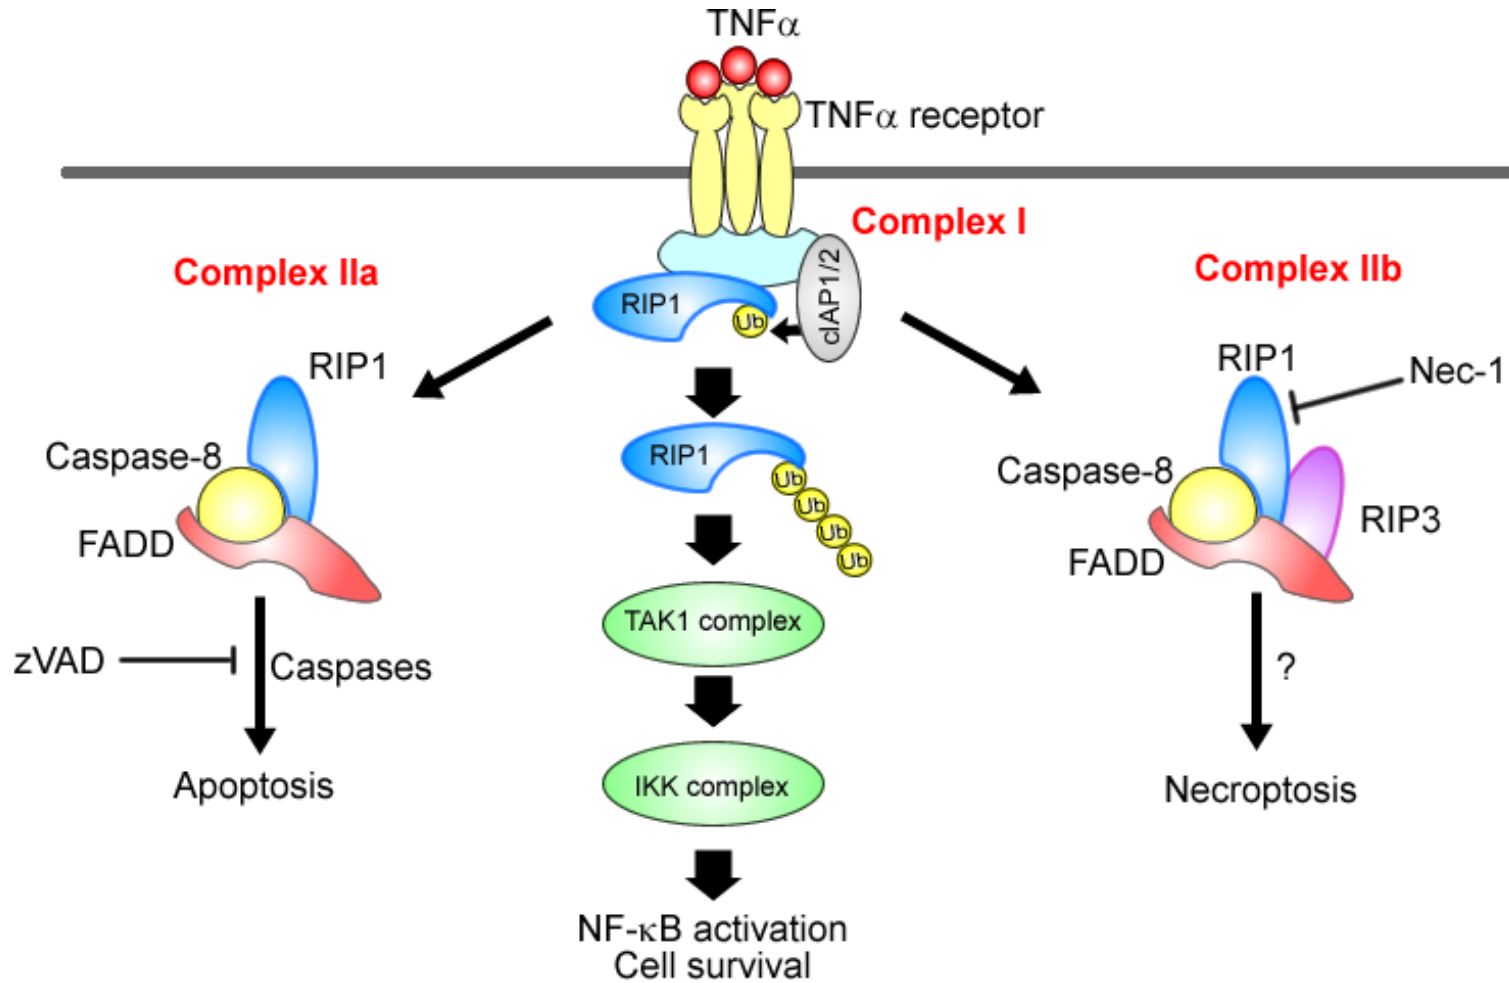 TNFα
TNFα receptor
Complex I
Complex IIa
Complex IIb
RIP1
Ub
cIAP1/2
RIP1
Caspase-8
FADD
zVAD
Caspases
Apoptosis
RIP1
Ub
Ub
Ub
Ub
TAK1 complex
IKK complex
NF-κB activation
Cell survival
RIP1
Nec-1
Caspase-8
RIP3
FADD
?
Necroptosis